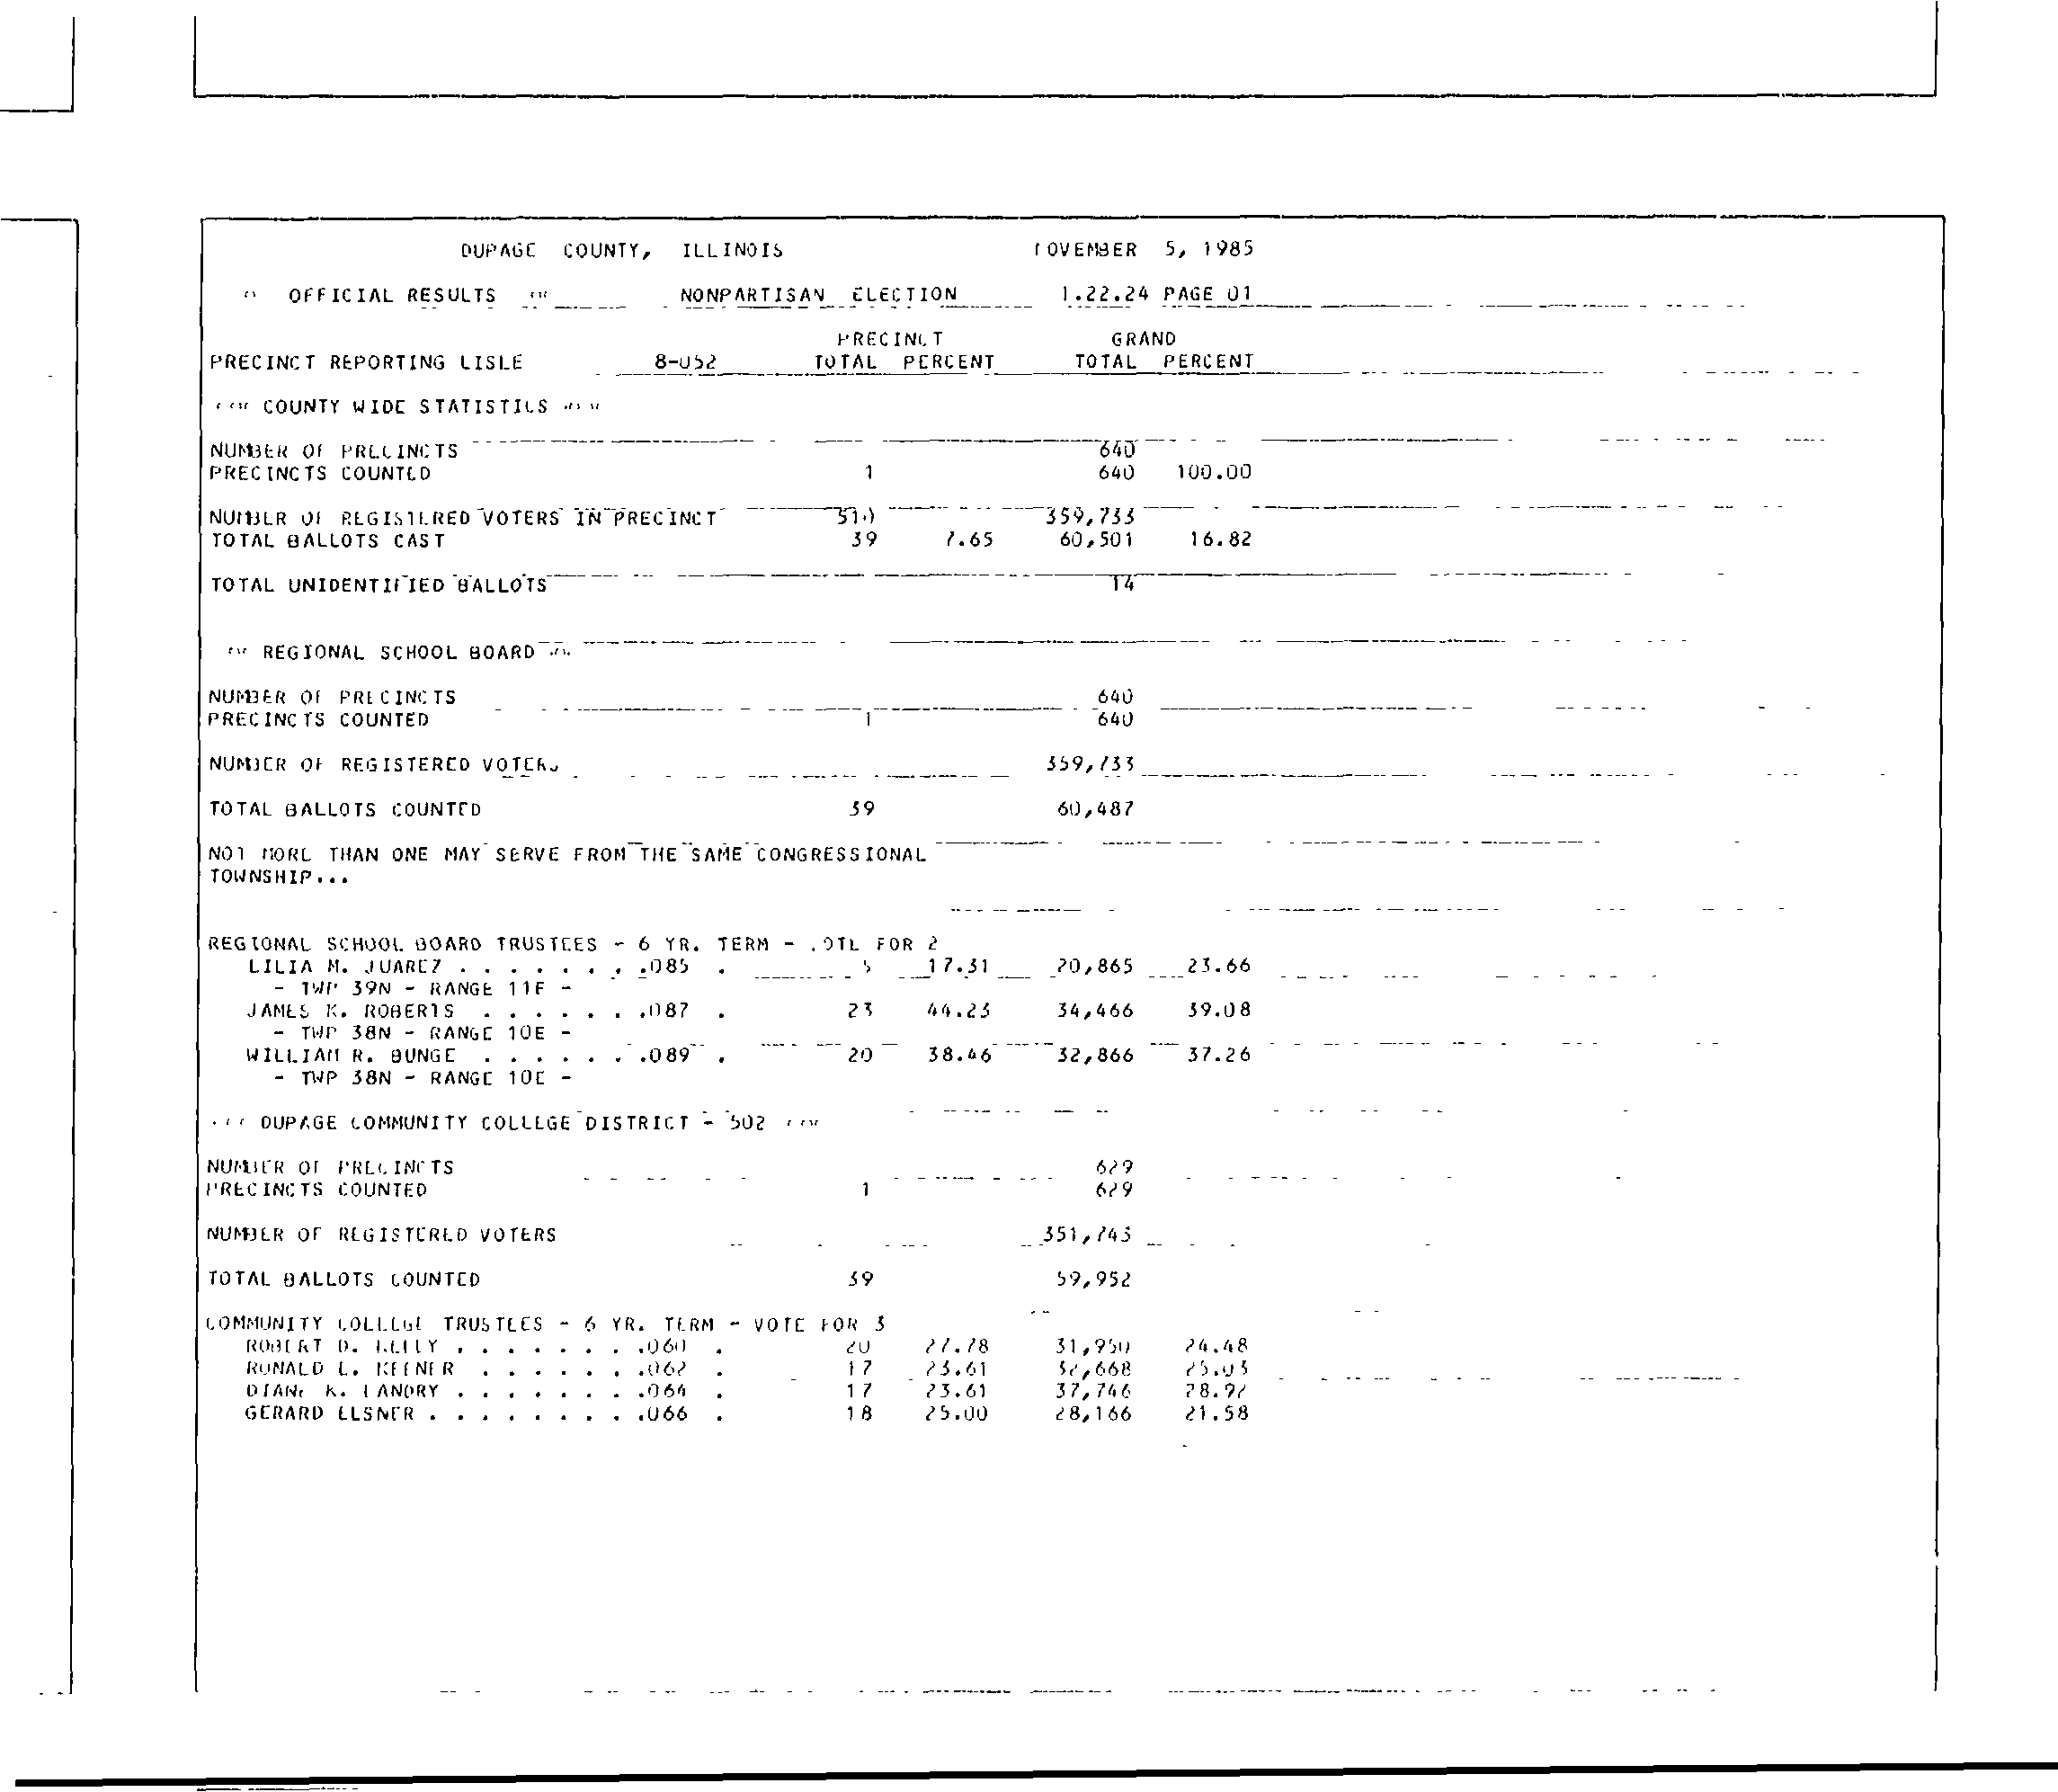 DUPAGE COUNTY, ILLINOIS NOVEMBER 5, 1985
OFFICIAL RESULTS NONPARTISAN ELECTION 1.22.24 PAGE 01
PRECINCT GRAND
PRECINCT REPORTING LISLE 8-052 TOTAL PERCENT TOTAL PERCENT
COUNTY WIDE STATISTICS
NUMBER OF PRECINCTS 640
PRECINCTS COUNTED 1 640 100.00
NUMBER OF REGISTERED VOTERS IN PRECINCT 510 359,733
TOTAL BALLOTS CAST 39 7.65 60,501 16.82
TOTAL UNIDENTIFIED BALLOTS 14
REGIONAL SCHOOL BOARD
NUMBER OF PRECINCTS 640
PRECINCTS COUNTED 1 640
NUMBER OF REGISTERED VOTERS 359,733
TOTAL BALLOTS COUNTED 39 60,487
NOT MORE THAN ONE MAY SERVE FROM THE SAME CONGRESSIONAL
TOWNSHIP...
REGIONAL SCHOOL BOARD TRUSTEES - 6 YR. TERM - VOTE FOR 2
LILIA M. JUAREZ . . . . . . . .085 . 17.31 20,865 23.66
- TWP 39N - RANGE 11E -
JAMES K. ROBERTS . . . . . . .087 . 23 44.23 34,466 39.08
- TWP 38N - RANGE 10E -
WILLIAM R. BUNGE . . . . . . .089 . 20 38.46 32,866 37.26
- TWP 38N - RANGE 10E -
DUPAGE COMMUNITY COLLEGE DISTRICT - 502
NUMBER OF PRECINCTS 629
PRECINCTS COUNTED 1 629
NUMBER OF REGISTERED VOTERS 351,743
TOTAL BALLOTS COUNTED 39 59,952
COMMUNITY COLLEGE TRUSTEES - 6 YR. TERM - VOTE FOR 3
ROBERT D. KELLY . . . . . . . .060 . 20 27.78 31,950 24.48
RONALD L. KEENER . . . . . . .062 . 17 23.61 32,668 25.03
DIANE K. LANDRY . . . . . . . .064 . 17 23.61 37,746 28.92
GERARD ELSNER . . . . . . . . .066 . 18 25.00 28,166 21.58